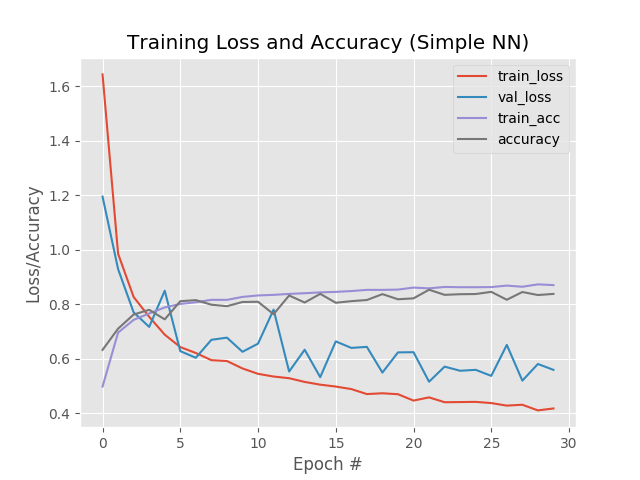 Training Loss and Accuracy (Simple NN)
train_loss
val_loss
train_acc
accuracy
Loss/Accuracy
1.6
1.4
1.2
1.0
0.8
0.6
0.4
0 5 10 15 20 25 30
Epoch #